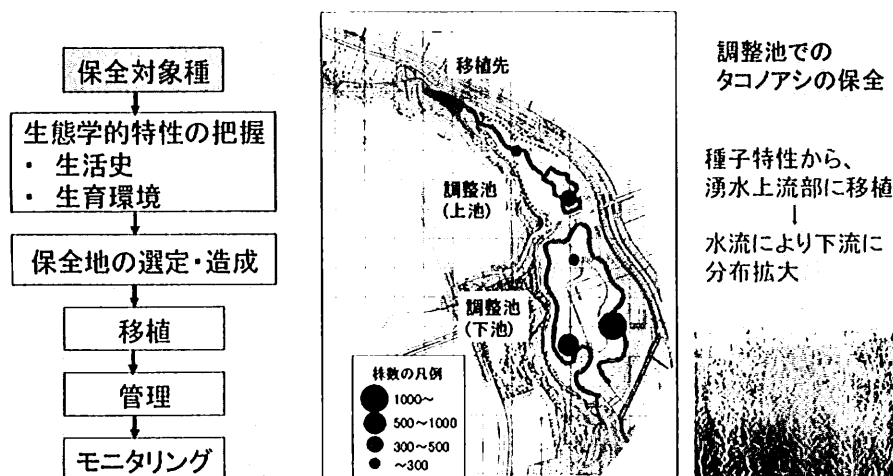 保全対象種
生態学的特性の把握
・ 生活史
・ 生育環境
保全地の選定・造成
移植
管理
モニタリング
移植先
調整池
(上池)
調整池
(下池)
株数の凡例
1000～
500～1000
300～500
～300
調整池での
タコノアシの保全
種子特性から、
湧水上流部に移植
↓
水流により下流に
分布拡大